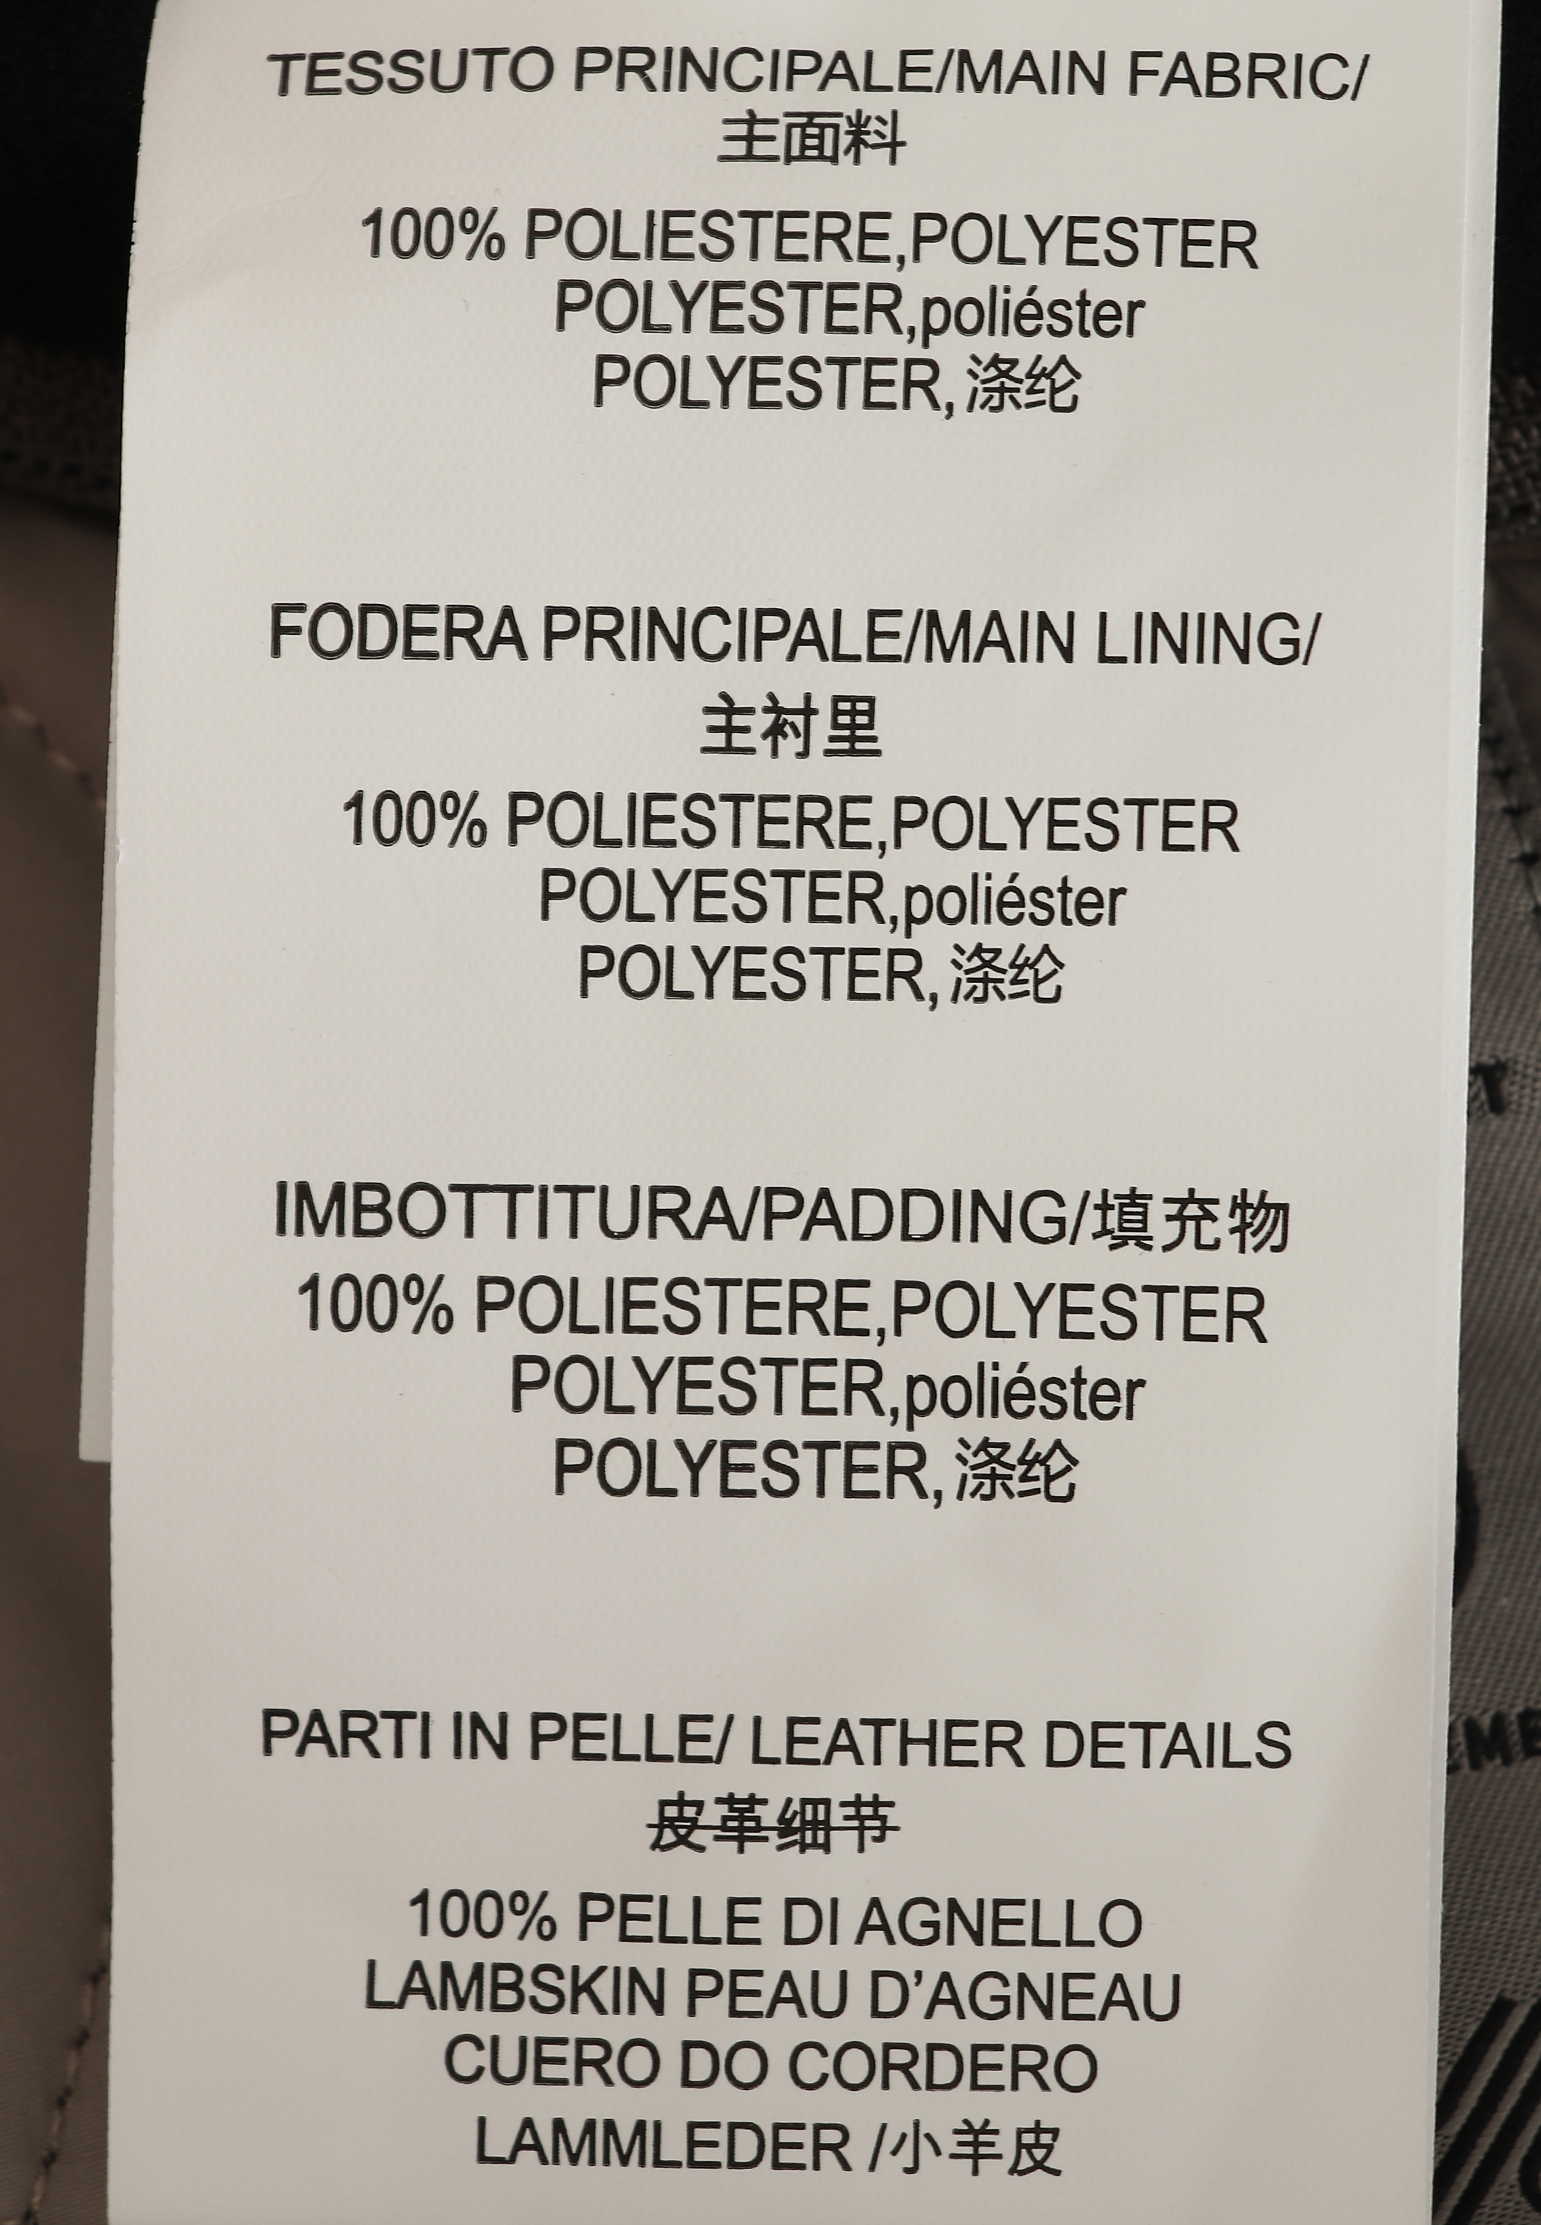 TESSUTO PRINCIPALE/MAIN FABRIC/
主面料
100% POLIESTERE,POLYESTER
POLYESTER,poliéster
POLYESTER,涤纶
FODERA PRINCIPALE/MAIN LINING/
主衬里
100% POLIESTERE,POLYESTER
POLYESTER,poliéster
POLYESTER,涤纶
IMBOTTITURA/PADDING/填充物
100% POLIESTERE,POLYESTER
POLYESTER,poliéster
POLYESTER,涤纶
PARTI IN PELLE/ LEATHER DETAILS
皮革细节
100% PELLE DI AGNELLO
LAMBSKIN PEAU D'AGNEAU
CUERO DO CORDERO
LAMMLEDER /小羊皮